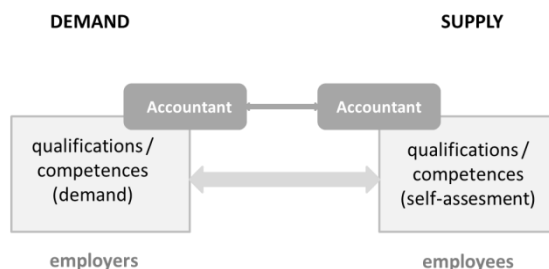 DEMAND
SUPPLY
Accountant
Accountant
qualifications/
competences
(demand)
qualifications/
competences
(self-assesment)
employers
employees